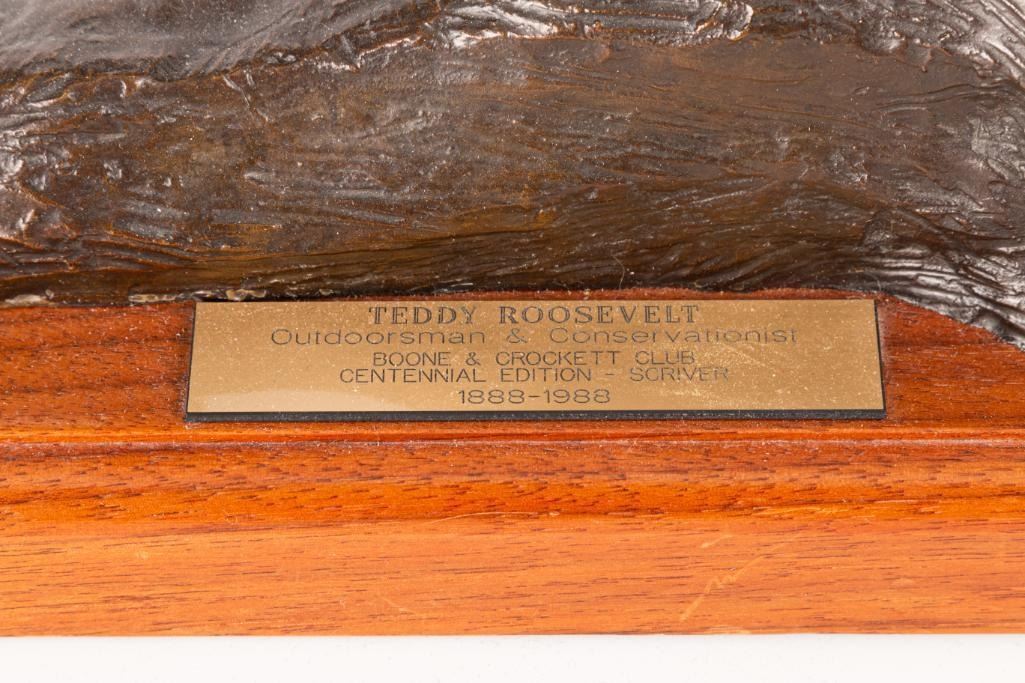 TEDDY ROOSEVELT
Outdoorsman & Conservationist
BOONE & CROCKETT CLUB
CENTENNIAL EDITION - SCRIVER
1888-1988